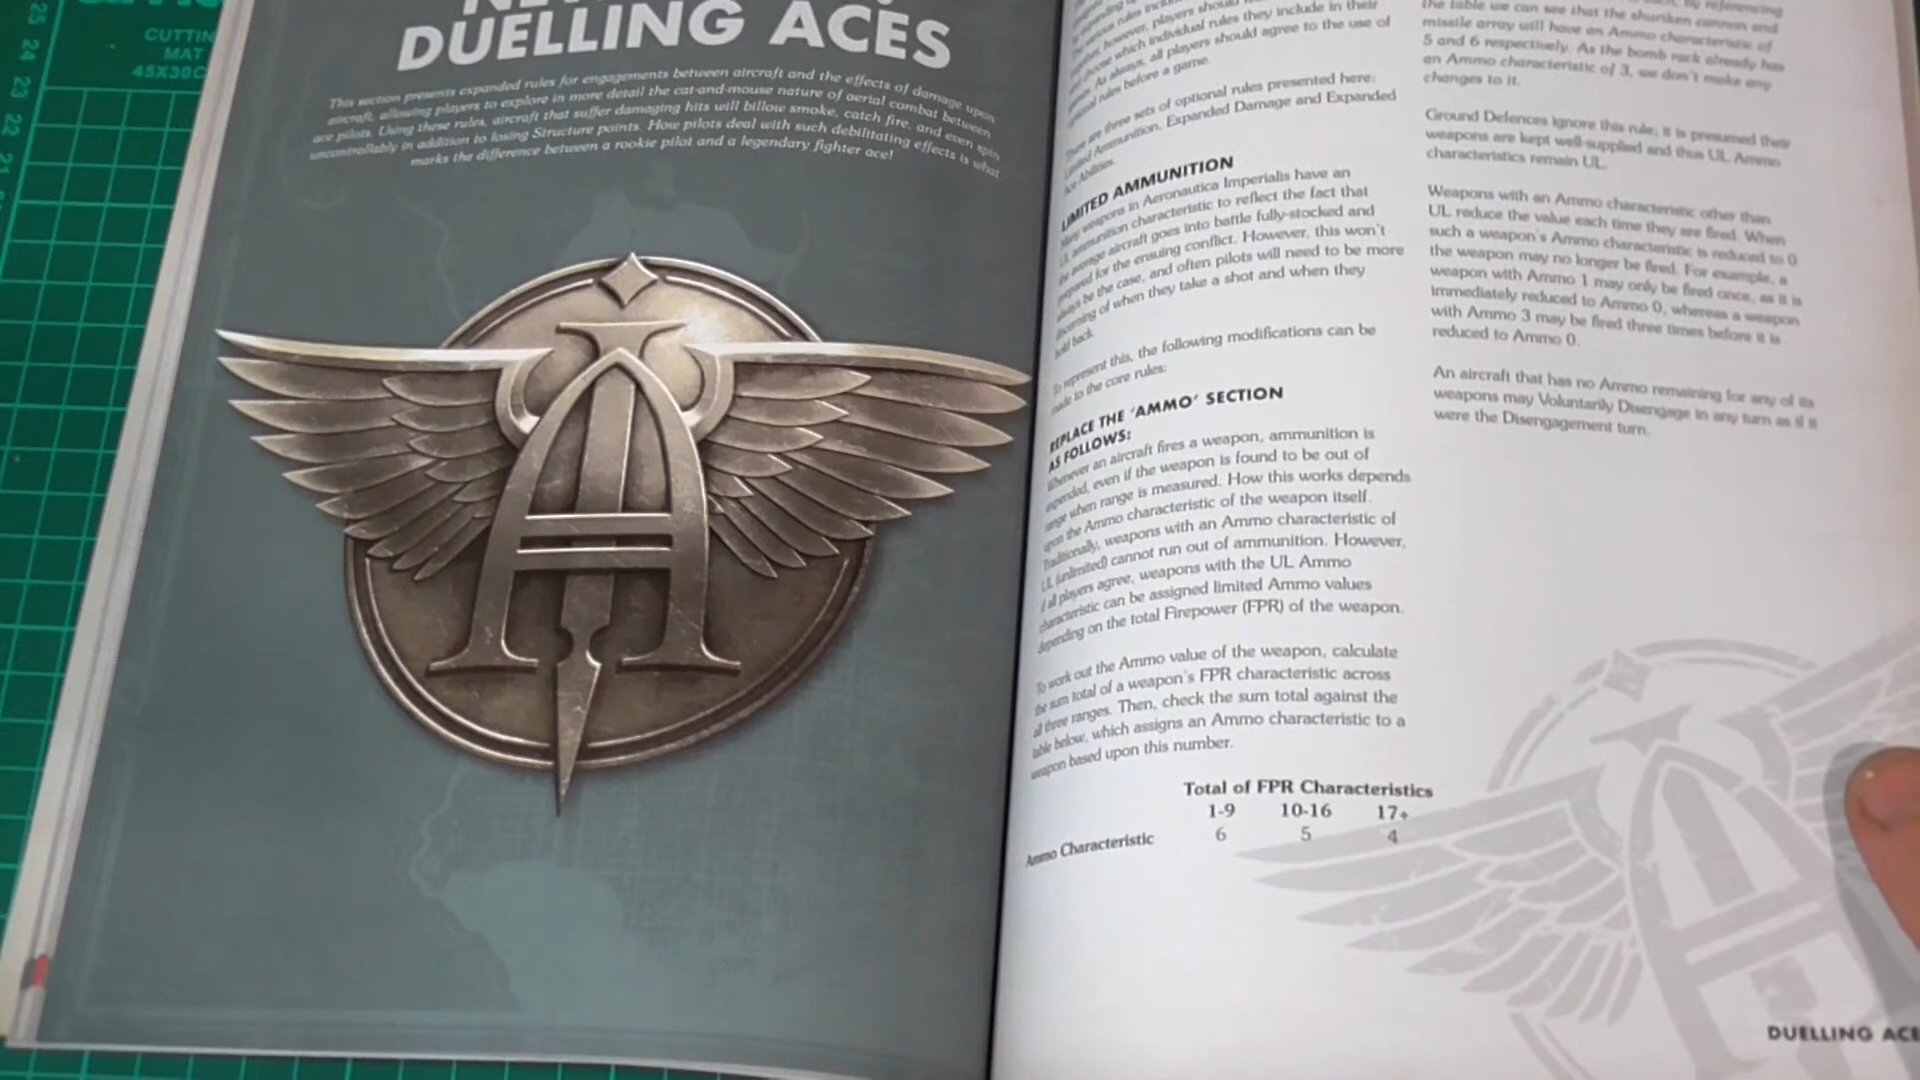 25
24
23
22
21
CUTTIN
MAT
45X30C
DUELLING ACES
This section presents expanded rules for engagements between aircraft and the effects of damage upon
aircraft, allowing players to explore in more detail the cat-and-mouse nature of aerial combat between
ace pilots. Using these rules, aircraft that suffer damaging hits will billow smoke, catch fire, and even spin
uncontrollably in addition to losing Structure points. How pilots deal with such debilitating effects is what
marks the difference between a rookie pilot and a legendary fighter ace!
however, players should
choose which individual rules they include in their
As always, all players should agree to the use of
rules before a game.
There are three sets of optional rules presented here:
Limited Ammunition, Expanded Damage and Expanded
Ace Abilities.
LIMITED AMMUNITION
Many weapons in Aeronautica Imperialis have an
UL ammunition characteristic to reflect the fact that
the average aircraft goes into battle fully-stocked and
prepared for the ensuing conflict. However, this won't
always be the case, and often pilots will need to be more
discerning of when they take a shot and when they
hold back.
To represent this, the following modifications can be
made to the core rules:
REPLACE THE 'AMMO' SECTION
AS FOLLOWS:
Whenever an aircraft fires a weapon, ammunition is
expended, even if the weapon is found to be out of
range when range is measured. How this works depends
upon the Ammo characteristic of the weapon itself.
Traditionally, weapons with an Ammo characteristic of
UL (unlimited) cannot run out of ammunition. However,
if all players agree, weapons with the UL Ammo
characteristic can be assigned limited Ammo values
depending on the total Firepower (FPR) of the weapon.
To work out the Ammo value of the weapon, calculate
the sum total of a weapon's FPR characteristic across
all three ranges. Then, check the sum total against the
table below, which assigns an Ammo characteristic to a
weapon based upon this number.
Total of FPR Characteristics
1-9 10-16 17+
Ammo Characteristic 6 5 4
by referencing
the table we can see that the shuriken cannon and
missile array will have an Ammo characteristic of
5 and 6 respectively. As the bomb rack already has
an Ammo characteristic of 3, we don't make any
changes to it.
Ground Defences ignore this rule; it is presumed their
weapons are kept well-supplied and thus UL Ammo
characteristics remain UL.
Weapons with an Ammo characteristic other than
UL reduce the value each time they are fired. When
such a weapon's Ammo characteristic is reduced to 0
the weapon may no longer be fired. For example, a
weapon with Ammo 1 may only be fired once, as it is
immediately reduced to Ammo 0, whereas a weapon
with Ammo 3 may be fired three times before it is
reduced to Ammo 0.
An aircraft that has no Ammo remaining for any of its
weapons may Voluntarily Disengage in any turn as if it
were the Disengagement turn.
DUELLING ACE